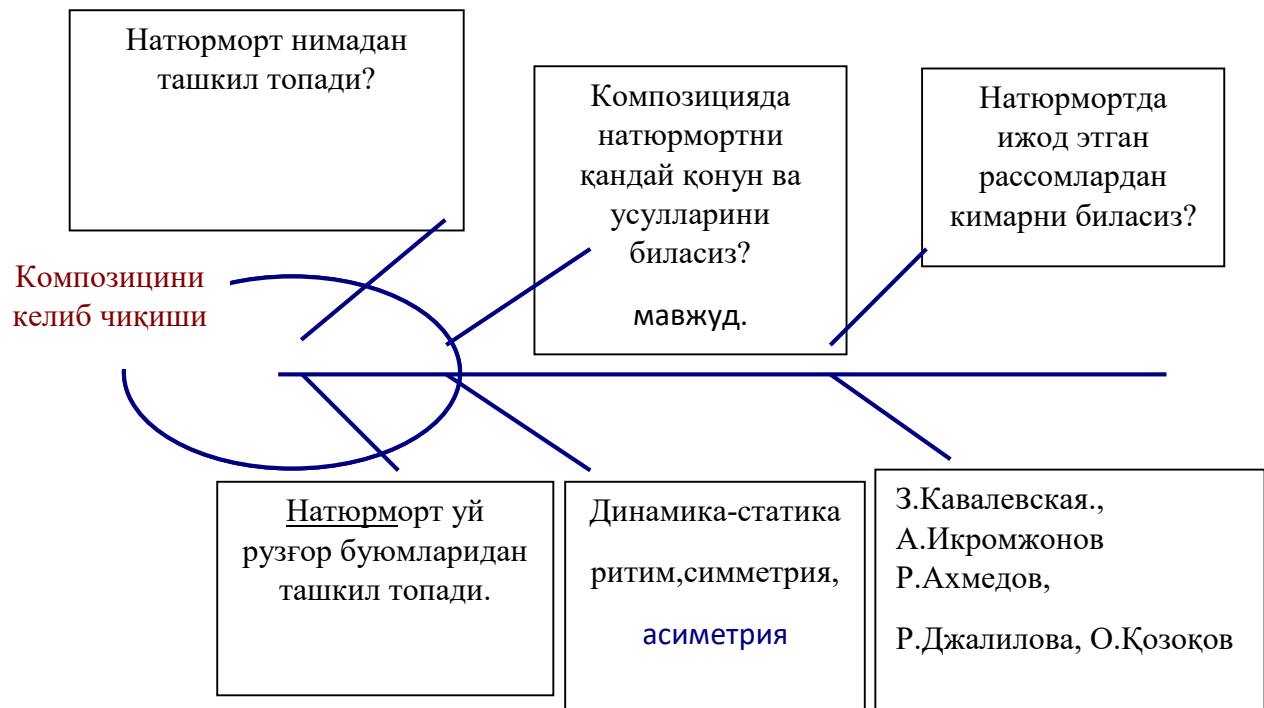 Натюрморт нимадан
ташкил топади?
Композицияда
натюрмортни
қандай қонун ва
усулларини
биласиз?
мавжуд.
Натюрмортда
ижод этган
рассомлардан
кимарни биласиз?
Композицини
келиб чиқиши
Натюрморт уй
рузғор буюмларидан
ташкил топади.
Динамика-статика
ритим,симметрия,
асиметрия
З.Кавалевская.,
А.Икромжонов
Р.Ахмедов,
Р.Джалилова, О.Қозоқов